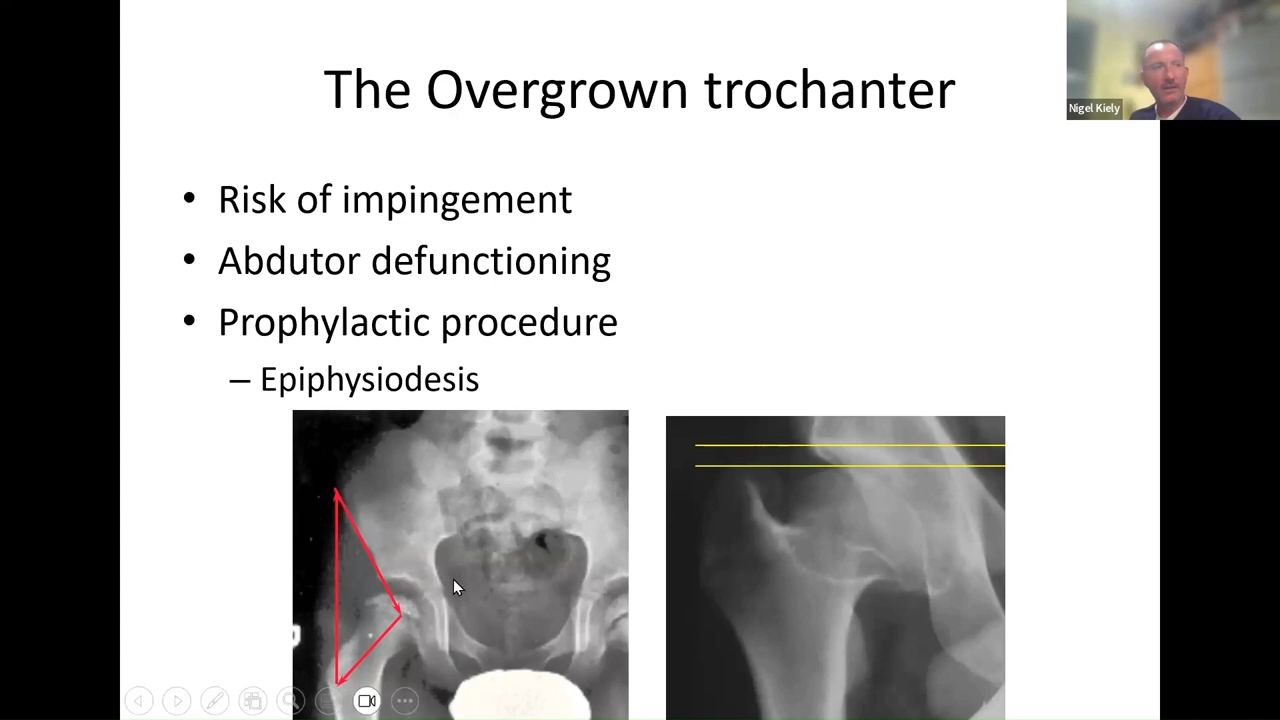 The Overgrown trochanter
Nigel Kiely
• Risk of impingement
• Abdutor defunctioning
• Prophylactic procedure
– Epiphysiodesis